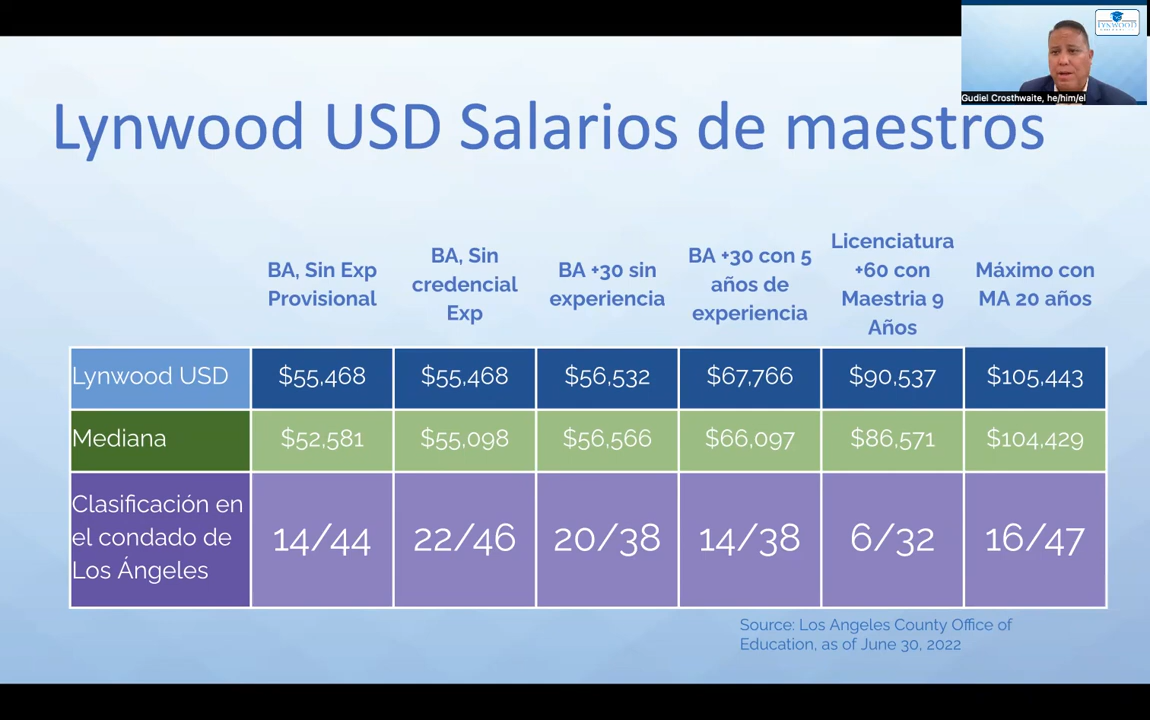 LYNWOOD
Gudiel Crosthwaite, he/him/el
Lynwood USD Salarios de maestros
BA, Sin Exp
Provisional
BA, Sin
credencial
Exp
BA +30 sin
experiencia
BA +30 con 5
años de
experiencia
Licenciatura
+60 con
Maestria 9
Años
Máximo con
MA 20 años
Lynwood USD
$55,468
$55,468
$56,532
$67,766
$90,537
$105,443
Mediana
$52,581
$55,098
$56,566
$66,097
$86,571
$104,429
Clasificación en
el condado de
Los Ángeles
14/44
22/46
20/38
14/38
6/32
16/47
Source: Los Angeles County Office of
Education, as of June 30, 2022